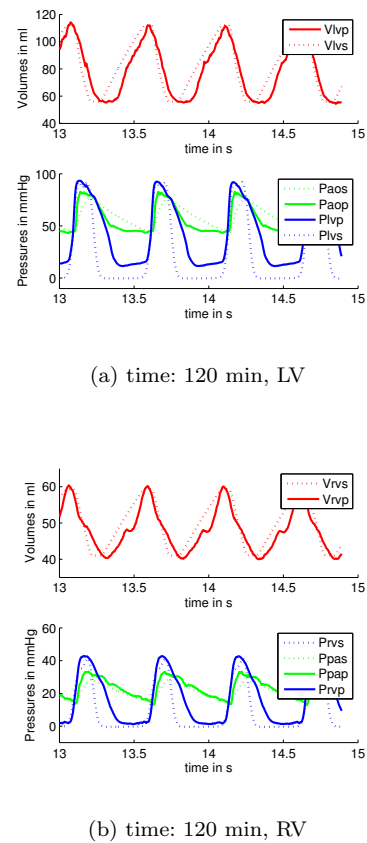 120
100
80
60
40
Volumes in ml
Vlvp
Vlvs
13 13.5 14 14.5 15
time in s
100
50
0
Pressures in mmHg
Paos
Paop
Plvp
Plvs
13 13.5 14 14.5 15
time in s
(a) time: 120 min, LV
60
50
40
Volumes in ml
Vrvs
Vrvp
13 13.5 14 14.5 15
time in s
60
40
20
0
Pressures in mmHg
Prvs
Ppas
Ppap
Prvp
13 13.5 14 14.5 15
time in s
(b) time: 120 min, RV